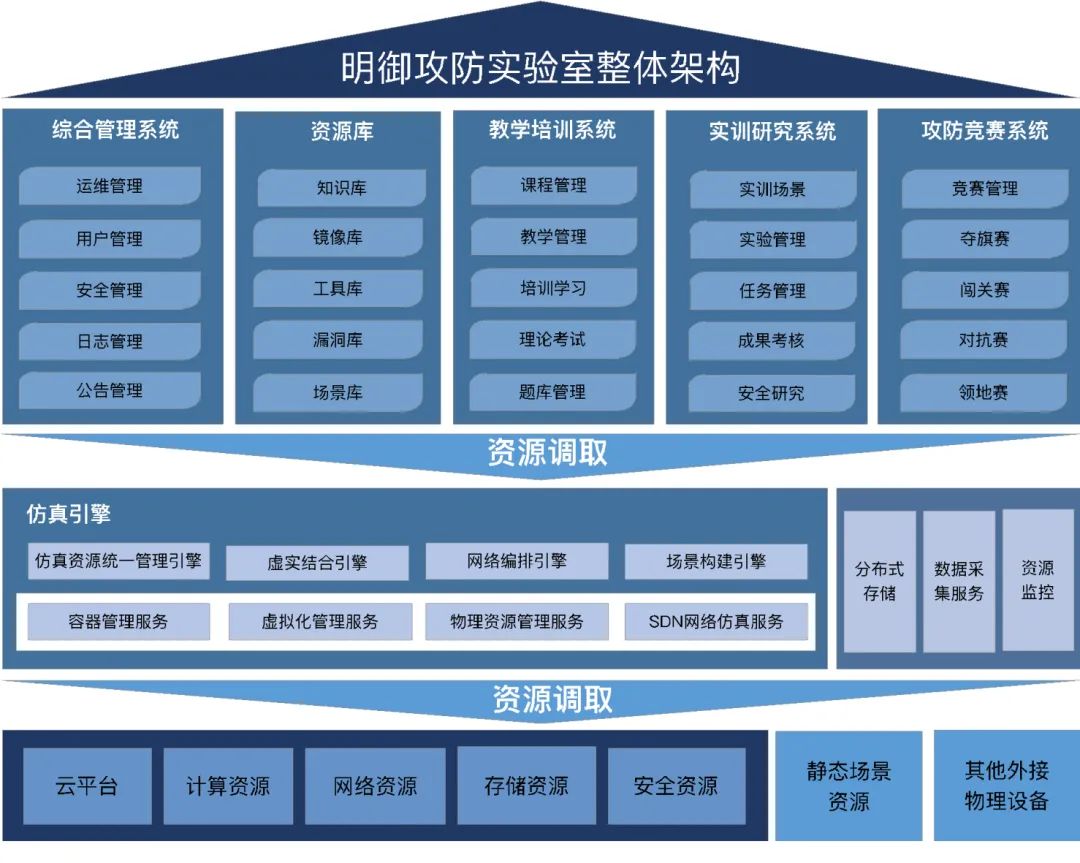 明御攻防实验室整体架构
综合管理系统
运维管理
用户管理
安全管理
日志管理
公告管理
资源库
知识库
镜像库
工具库
漏洞库
场景库
教学培训系统
课程管理
教学管理
培训学习
理论考试
题库管理
实训研究系统
实训场景
实验管理
任务管理
成果考核
安全研究
攻防竞赛系统
竞赛管理
夺旗赛
闯关赛
对抗赛
领地赛
资源调取
仿真引擎
仿真资源统一管理引擎
虚实结合引擎
网络编排引擎
场景构建引擎
容器管理服务
虚拟化管理服务
物理资源管理服务
SDN网络仿真服务
分布式
存储
数据采
集服务
资源
监控
资源调取
云平台
计算资源
网络资源
存储资源
安全资源
静态场景
资源
其他外接
物理设备